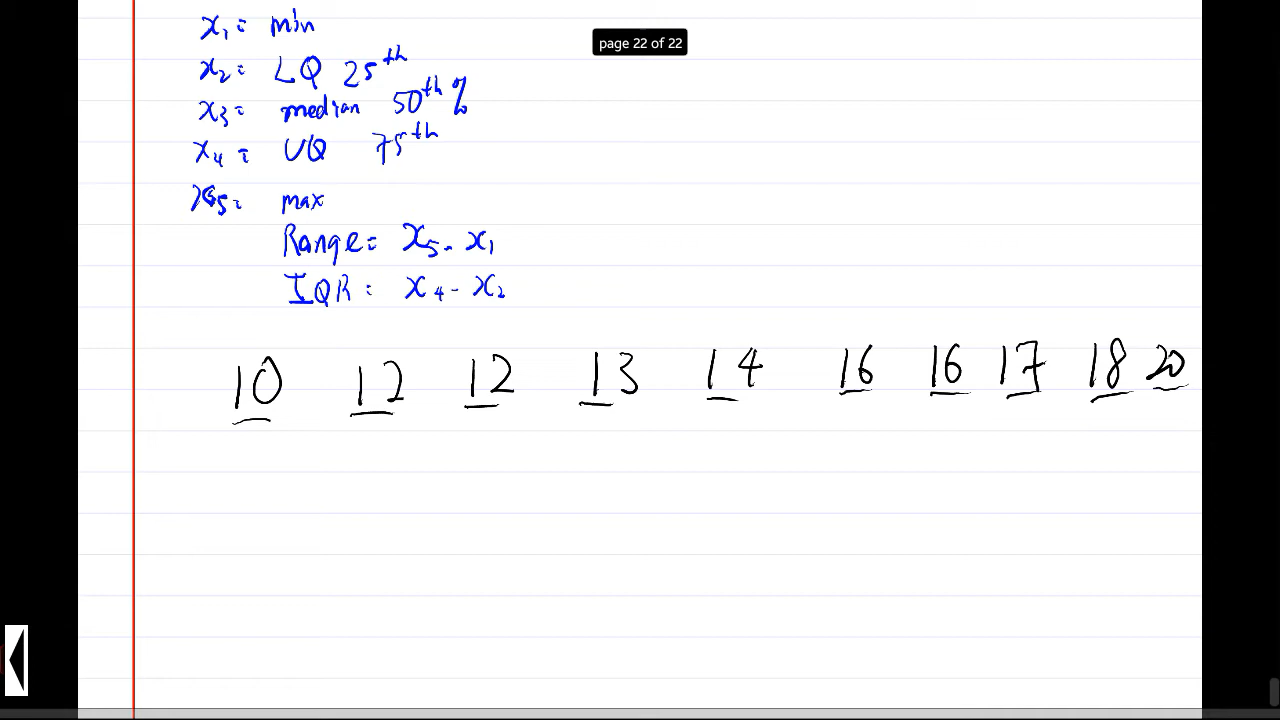 x₁ = min
page 22 of 22
x₂ = LQ 25th
x₃ = median 50th %
x₄ = UQ 75th
x₅ = max
Range = x₅ - x₁
IQR = x₄ - x₂
10 12 12 13 14 16 16 17 18 20